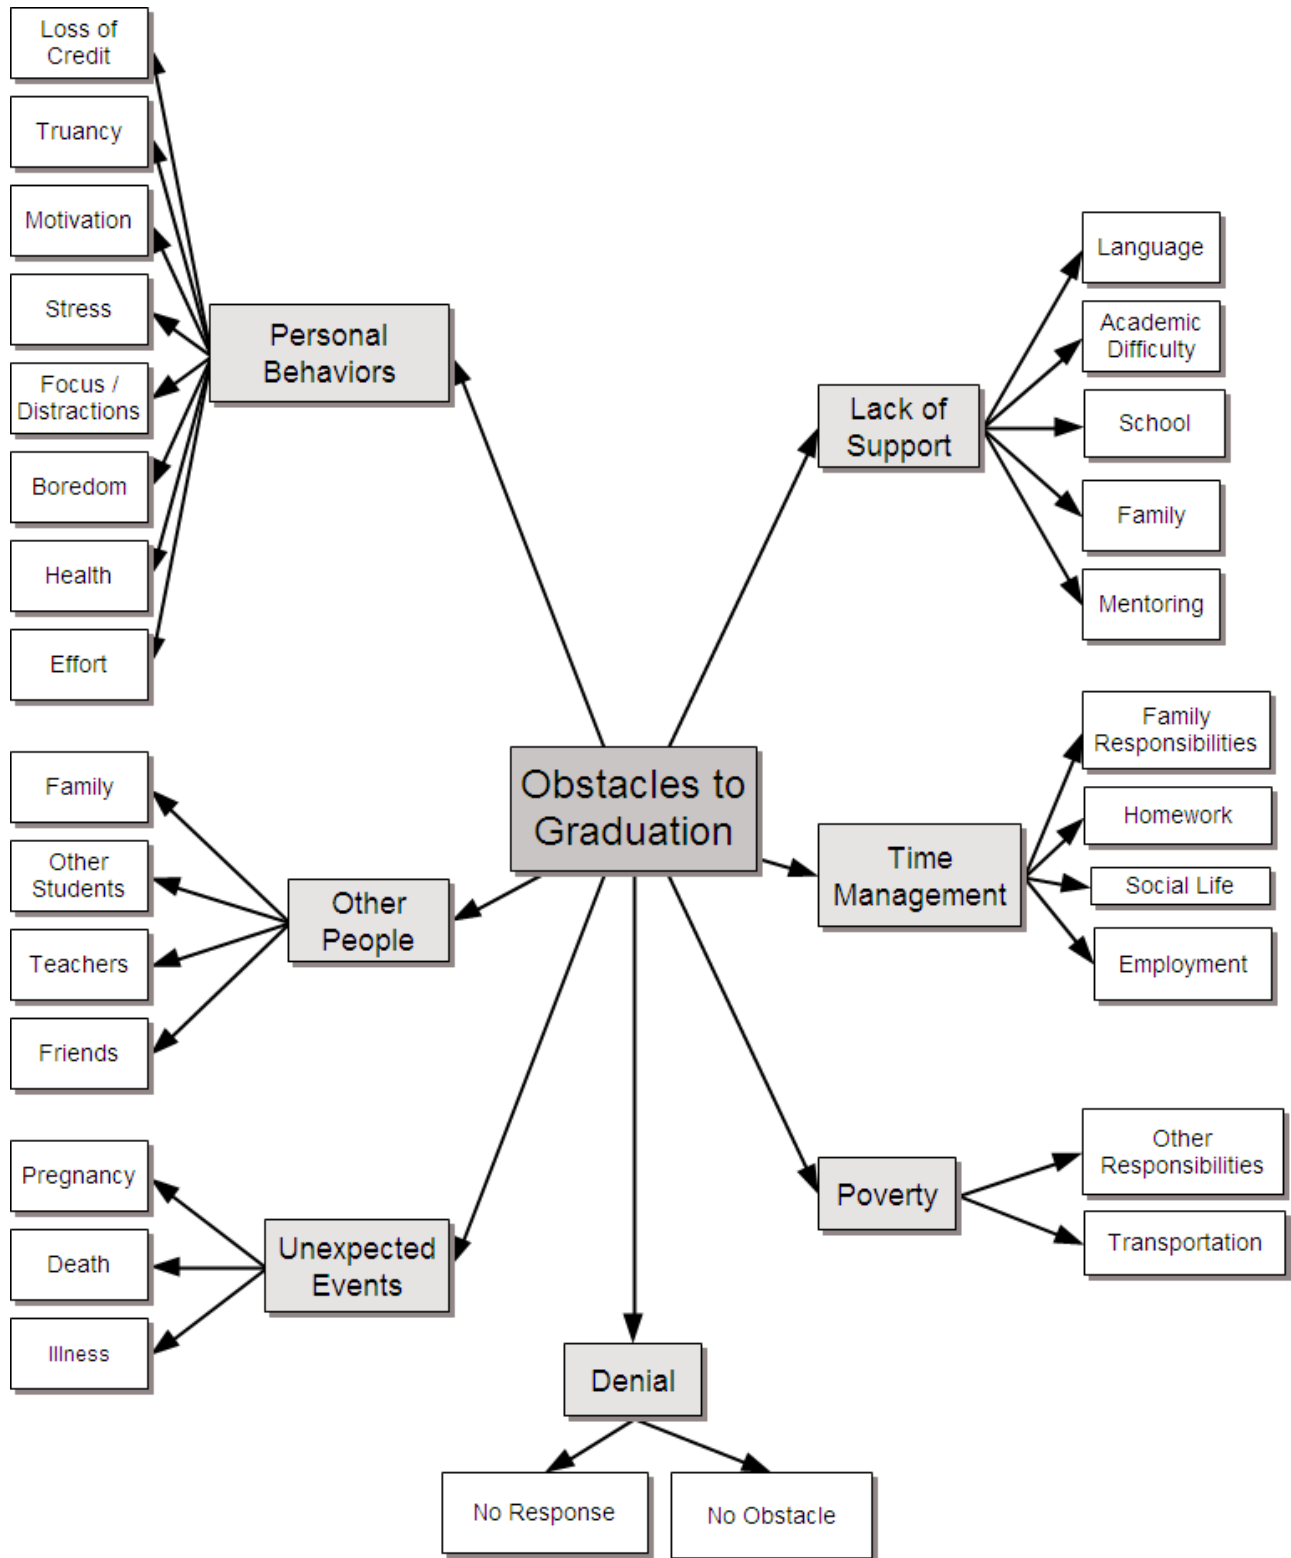 Loss of
Credit
Truancy
Motivation
Stress
Focus /
Distractions
Boredom
Health
Effort
Personal
Behaviors
Language
Academic
Difficulty
School
Family
Mentoring
Lack of
Support
Obstacles to
Graduation
Family
Other
Students
Teachers
Friends
Other
People
Family
Responsibilities
Homework
Social Life
Employment
Time
Management
Pregnancy
Death
Illness
Unexpected
Events
Other
Responsibilities
Transportation
Poverty
Denial
No Response
No Obstacle